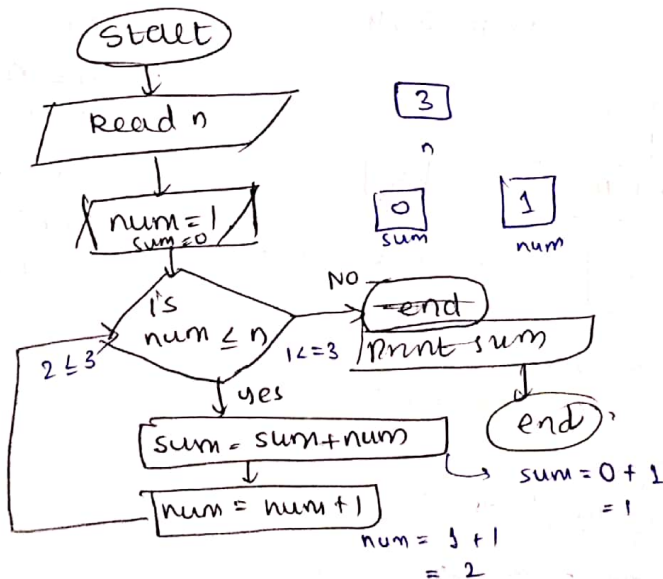 Start
Read n
3
n
num = 1
sum = 0
0
sum
1
num
is
num ≤ n
NO
end
1<=3
print sum
2 ≤ 3
yes
end
sum = sum+num
sum = 0 + 1
= 1
num = num + 1
num = 1 + 1
= 2